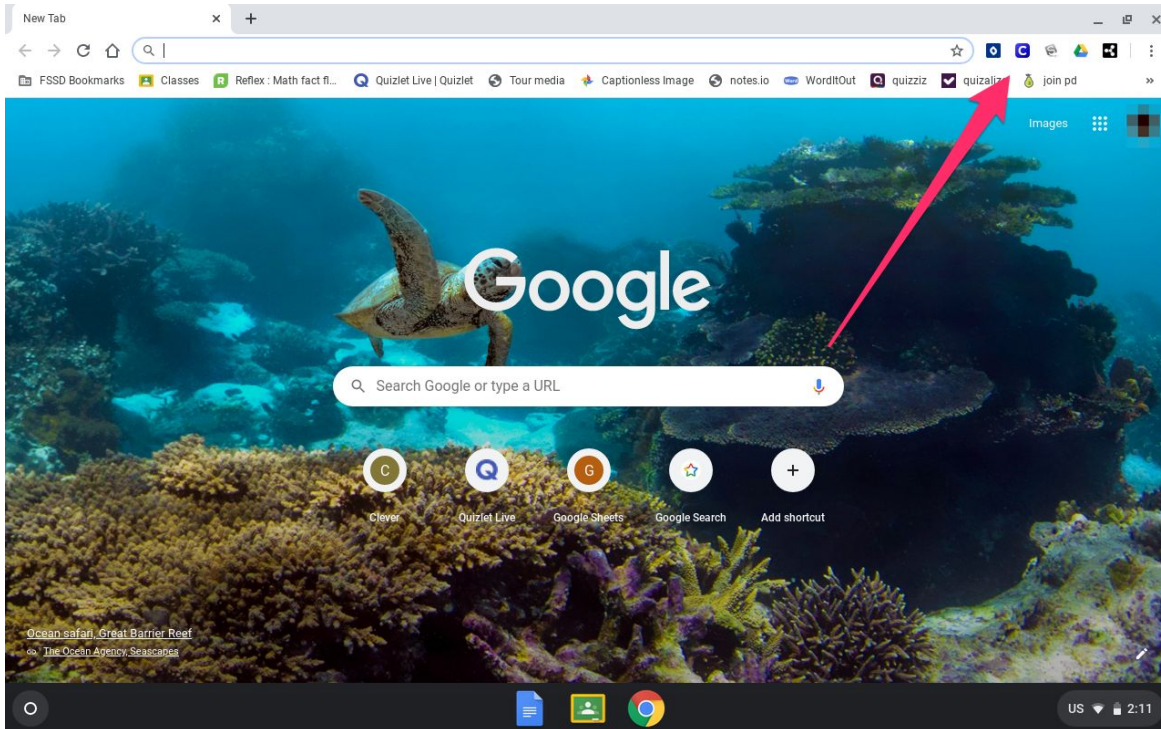 New Tab
FSSD Bookmarks Classes Reflex : Math fact fl... Quizlet Live | Quizlet Tour media Captionless Image notes.io WordItOut quizziz quizalize join pd
Images
Google
Search Google or type a URL
C G
Clever Quizlet Live Google Sheets Google Search Add shortcut
Ocean safari, Great Barrier Reef
The Ocean Agency, Seascapes
US 2:11